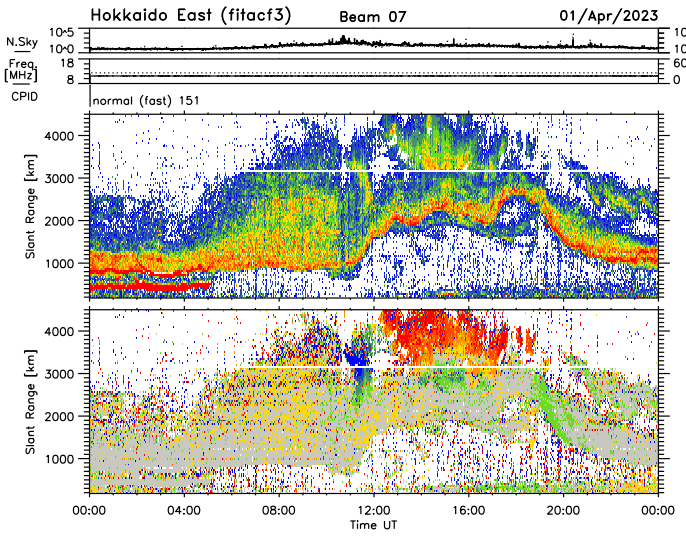 Hokkaido East (fitacf3) Beam 07 01/Apr/2023
10^5 10
N.Sky
10^0 10
Freq. 18 60
[MHz] 8 0
CPID
normal (fast) 151
4000
3000
2000
1000
Slant Range [km]
4000
3000
2000
1000
Slant Range [km]
00:00 04:00 08:00 12:00 16:00 20:00 00:00
Time UT